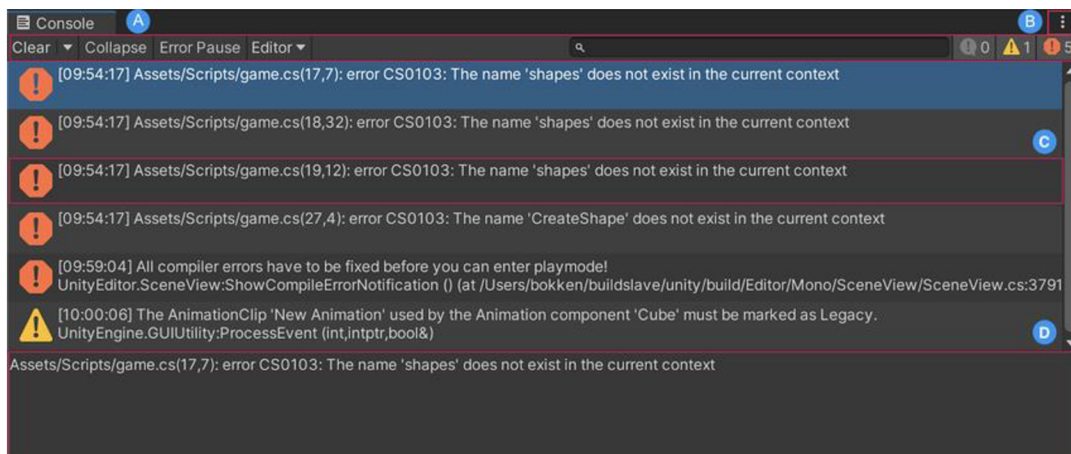 Console A B
Clear Collapse Error Pause Editor 0 1 5
[09:54:17] Assets/Scripts/game.cs(17,7): error CS0103: The name 'shapes' does not exist in the current context
[09:54:17] Assets/Scripts/game.cs(18,32): error CS0103: The name 'shapes' does not exist in the current context
C
[09:54:17] Assets/Scripts/game.cs(19,12): error CS0103: The name 'shapes' does not exist in the current context
[09:54:17] Assets/Scripts/game.cs(27,4): error CS0103: The name 'CreateShape' does not exist in the current context
[09:59:04] All compiler errors have to be fixed before you can enter playmode!
UnityEditor.SceneView:ShowCompileErrorNotification () (at /Users/bokken/buildslave/unity/build/Editor/Mono/SceneView/SceneView.cs:3791
[10:00:06] The AnimationClip 'New Animation' used by the Animation component 'Cube' must be marked as Legacy.
UnityEngine.GUIUtility:ProcessEvent (int,intptr,bool&) D
Assets/Scripts/game.cs(17,7): error CS0103: The name 'shapes' does not exist in the current context